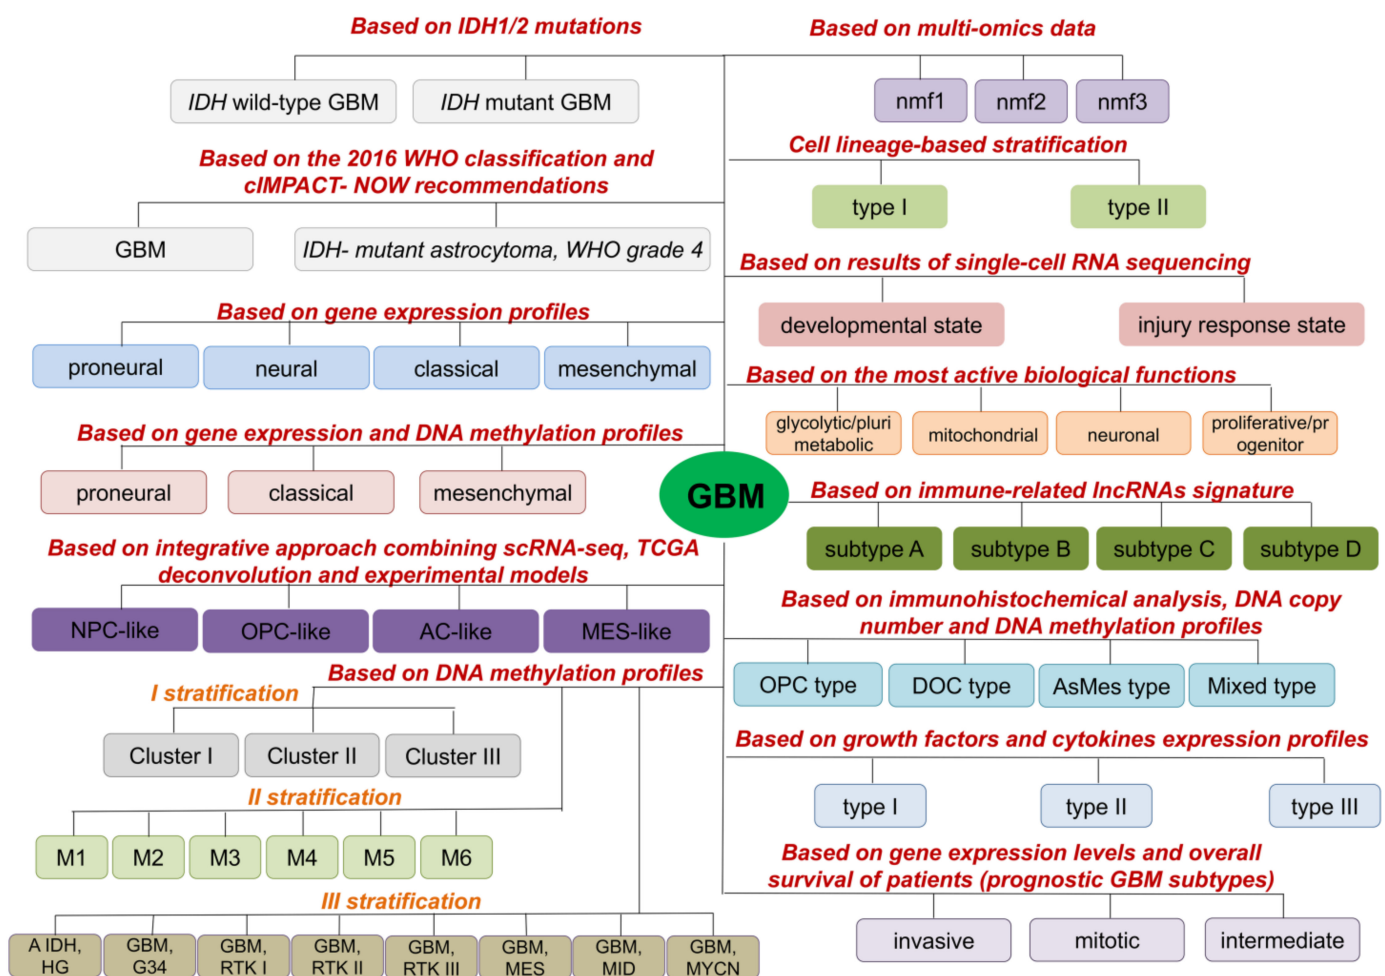 Based on IDH1/2 mutations
IDH wild-type GBM
IDH mutant GBM
Based on the 2016 WHO classification and
cIMPACT- NOW recommendations
GBM
IDH- mutant astrocytoma, WHO grade 4
Based on gene expression profiles
proneural
neural
classical
mesenchymal
Based on gene expression and DNA methylation profiles
proneural
classical
mesenchymal
Based on integrative approach combining scRNA-seq, TCGA
deconvolution and experimental models
NPC-like
OPC-like
AC-like
MES-like
Based on DNA methylation profiles
I stratification
Cluster I
Cluster II
Cluster III
II stratification
M1
M2
M3
M4
M5
M6
III stratification
A IDH,
HG
GBM,
G34
GBM,
RTK I
GBM,
RTK II
GBM,
RTK III
GBM,
MES
GBM,
MID
GBM,
MYCN
GBM
Based on multi-omics data
nmf1
nmf2
nmf3
Cell lineage-based stratification
type I
type II
Based on results of single-cell RNA sequencing
developmental state
injury response state
Based on the most active biological functions
glycolytic/pluri
metabolic
mitochondrial
neuronal
proliferative/pr
ogenitor
Based on immune-related lncRNAs signature
subtype A
subtype B
subtype C
subtype D
Based on immunohistochemical analysis, DNA copy
number and DNA methylation profiles
OPC type
DOC type
AsMes type
Mixed type
Based on growth factors and cytokines expression profiles
type I
type II
type III
Based on gene expression levels and overall
survival of patients (prognostic GBM subtypes)
invasive
mitotic
intermediate